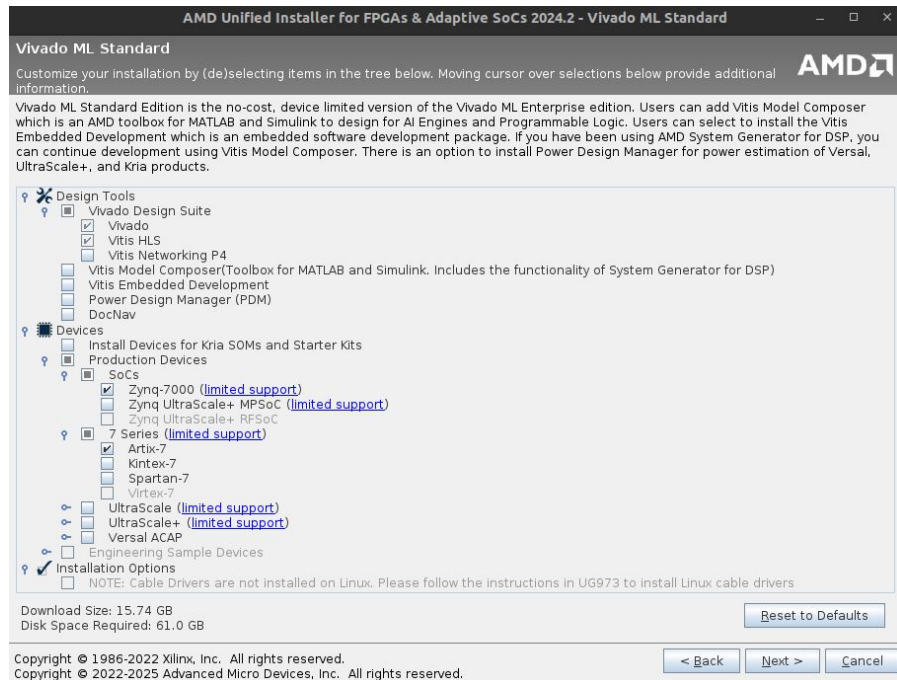 AMD Unified Installer for FPGAs & Adaptive SoCs 2024.2 - Vivado ML Standard
Vivado ML Standard
Customize your installation by (de)selecting items in the tree below. Moving cursor over selections below provide additional
information.
AMD
Vivado ML Standard Edition is the no-cost, device limited version of the Vivado ML Enterprise edition. Users can add Vitis Model Composer
which is an AMD toolbox for MATLAB and Simulink to design for AI Engines and Programmable Logic. Users can select to install the Vitis
Embedded Development which is an embedded software development package. If you have been using AMD System Generator for DSP, you
can continue development using Vitis Model Composer. There is an option to install Power Design Manager for power estimation of Versal,
UltraScale+, and Kria products.
Design Tools
Vivado Design Suite
Vivado
Vitis HLS
Vitis Networking P4
Vitis Model Composer(Toolbox for MATLAB and Simulink. Includes the functionality of System Generator for DSP)
Vitis Embedded Development
Power Design Manager (PDM)
DocNav
Devices
Install Devices for Kria SOMs and Starter Kits
Production Devices
SoCs
Zynq-7000 (limited support)
Zynq UltraScale+ MPSoC (limited support)
Zynq UltraScale+ RFSoC
7 Series (limited support)
Artix-7
Kintex-7
Spartan-7
Virtex-7
UltraScale (limited support)
UltraScale+ (limited support)
Versal ACAP
Engineering Sample Devices
Installation Options
NOTE: Cable Drivers are not installed on Linux. Please follow the instructions in UG973 to install Linux cable drivers
Download Size: 15.74 GB
Disk Space Required: 61.0 GB
Reset to Defaults
Copyright © 1986-2022 Xilinx, Inc. All rights reserved.
Copyright © 2022-2025 Advanced Micro Devices, Inc. All rights reserved.
< Back
Next >
Cancel